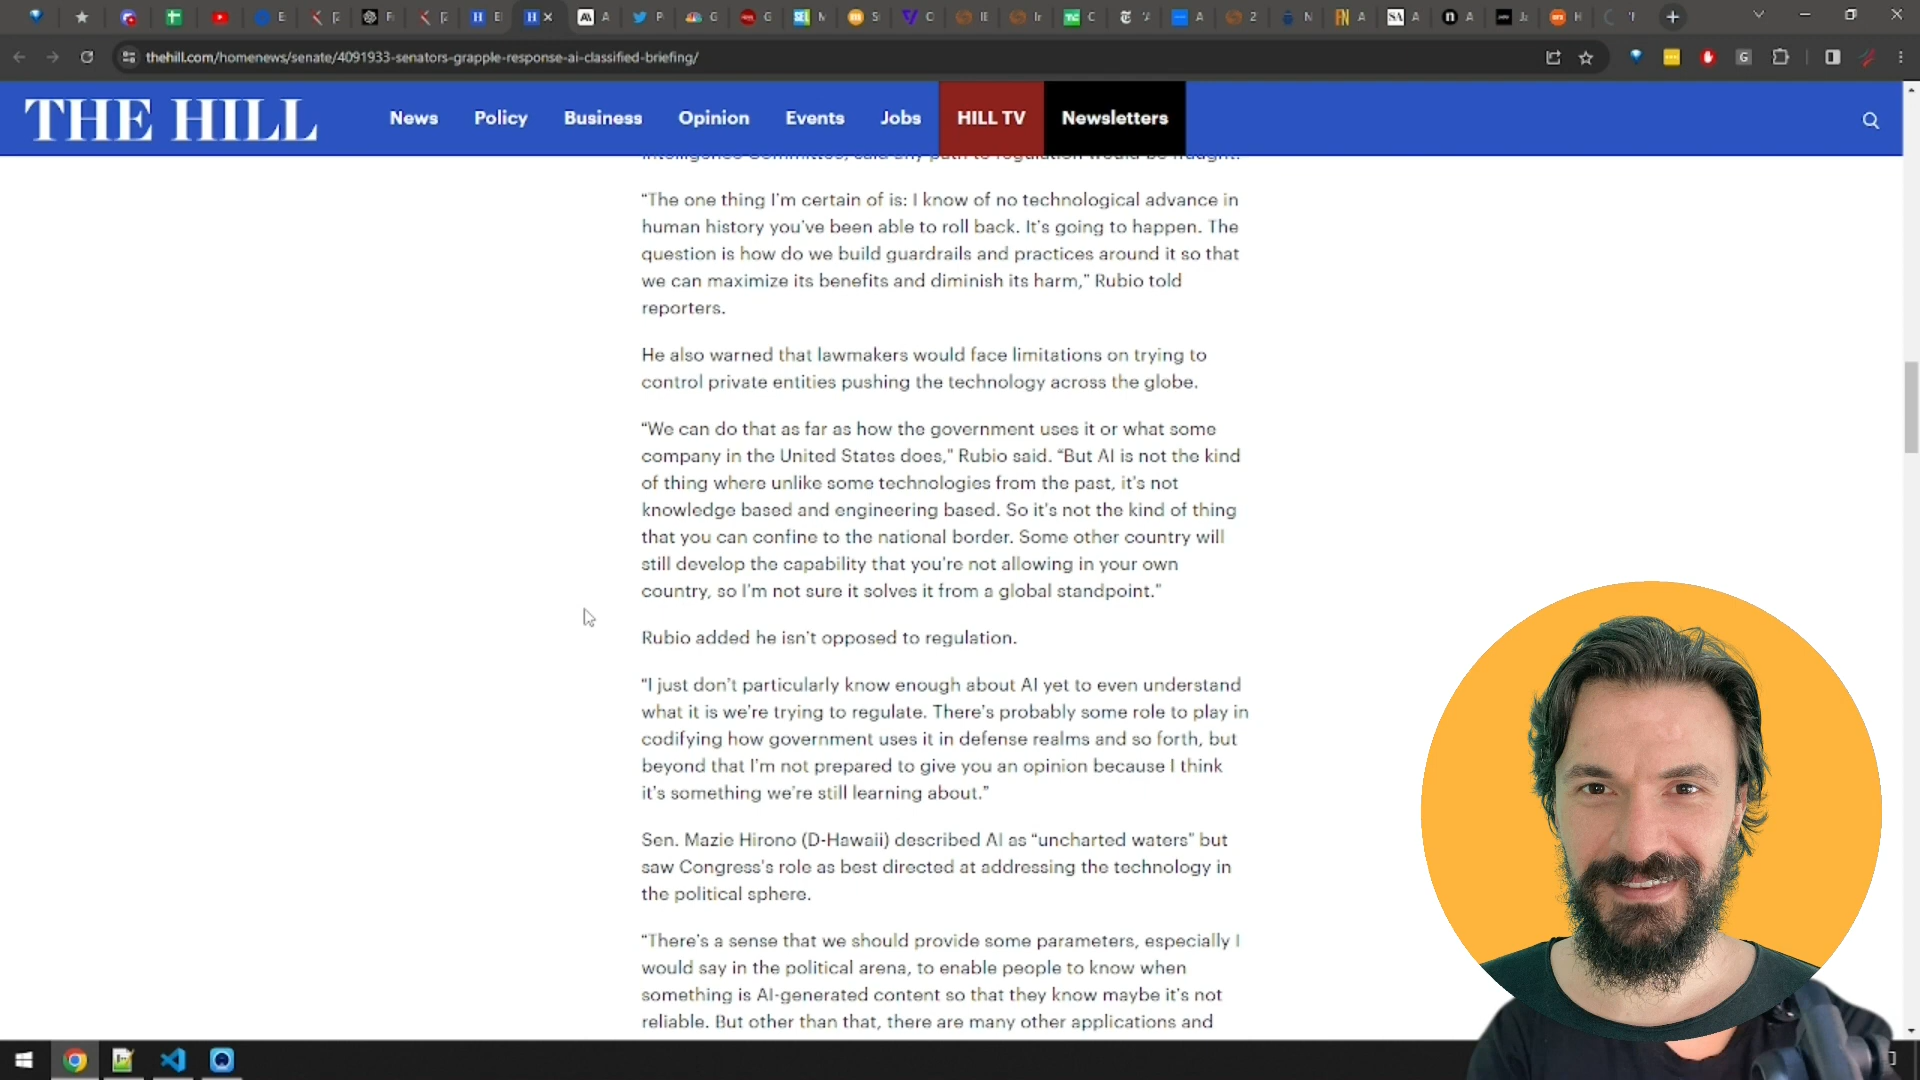 thehill.com/homenews/senate/4091933-senators-grapple-response-ai-classified-briefing/
THE HILL
News
Policy
Business
Opinion
Events
Jobs
HILL TV
Newsletters
Intelligence Committee, said any path to regulation would be fraught.
“The one thing I'm certain of is: I know of no technological advance in
human history you've been able to roll back. It's going to happen. The
question is how do we build guardrails and practices around it so that
we can maximize its benefits and diminish its harm,” Rubio told
reporters.
He also warned that lawmakers would face limitations on trying to
control private entities pushing the technology across the globe.
“We can do that as far as how the government uses it or what some
company in the United States does,” Rubio said. “But AI is not the kind
of thing where unlike some technologies from the past, it's not
knowledge based and engineering based. So it's not the kind of thing
that you can confine to the national border. Some other country will
still develop the capability that you're not allowing in your own
country, so I'm not sure it solves it from a global standpoint.”
Rubio added he isn't opposed to regulation.
“I just don't particularly know enough about AI yet to even understand
what it is we're trying to regulate. There's probably some role to play in
codifying how government uses it in defense realms and so forth, but
beyond that I'm not prepared to give you an opinion because I think
it's something we're still learning about.”
Sen. Mazie Hirono (D-Hawaii) described AI as “uncharted waters” but
saw Congress's role as best directed at addressing the technology in
the political sphere.
“There's a sense that we should provide some parameters, especially I
would say in the political arena, to enable people to know when
something is AI-generated content so that they know maybe it's not
reliable. But other than that, there are many other applications and